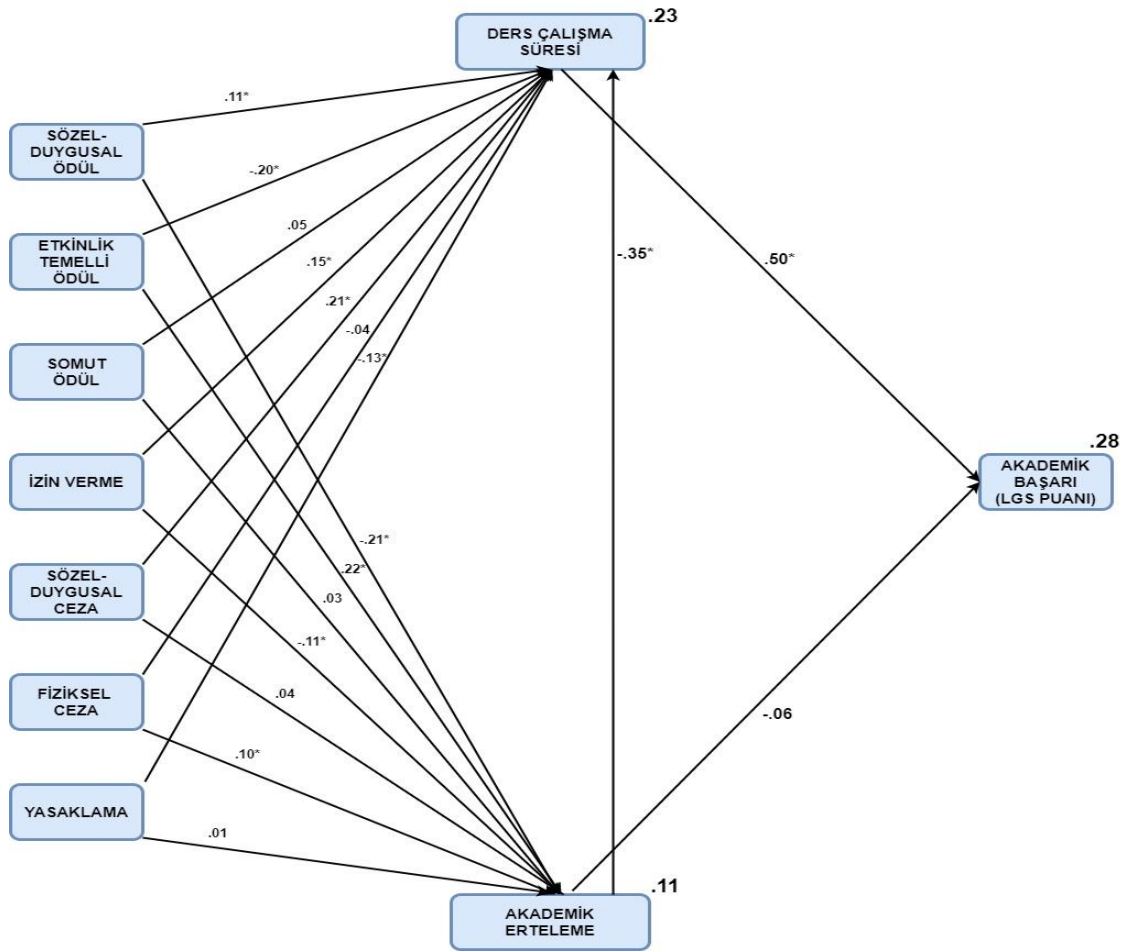 .23
DERS ÇALIŞMA
SÜRESİ
.11*
SÖZEL-
DUYGUSAL
ÖDÜL
-.20*
ETKİNLİK
TEMELLİ
ÖDÜL
.05
.15*
-.35*
.50*
.21*
-.04
-.13*
SOMUT
ÖDÜL
.28
İZİN VERME
AKADEMİK
BAŞARI
(LGS PUANI)
-.21*
.22*
SÖZEL-
DUYGUSAL
CEZA
.03
-.11*
.04
FİZİKSEL
CEZA
-.06
.10*
YASAKLAMA
.01
.11
AKADEMİK
ERTELEME